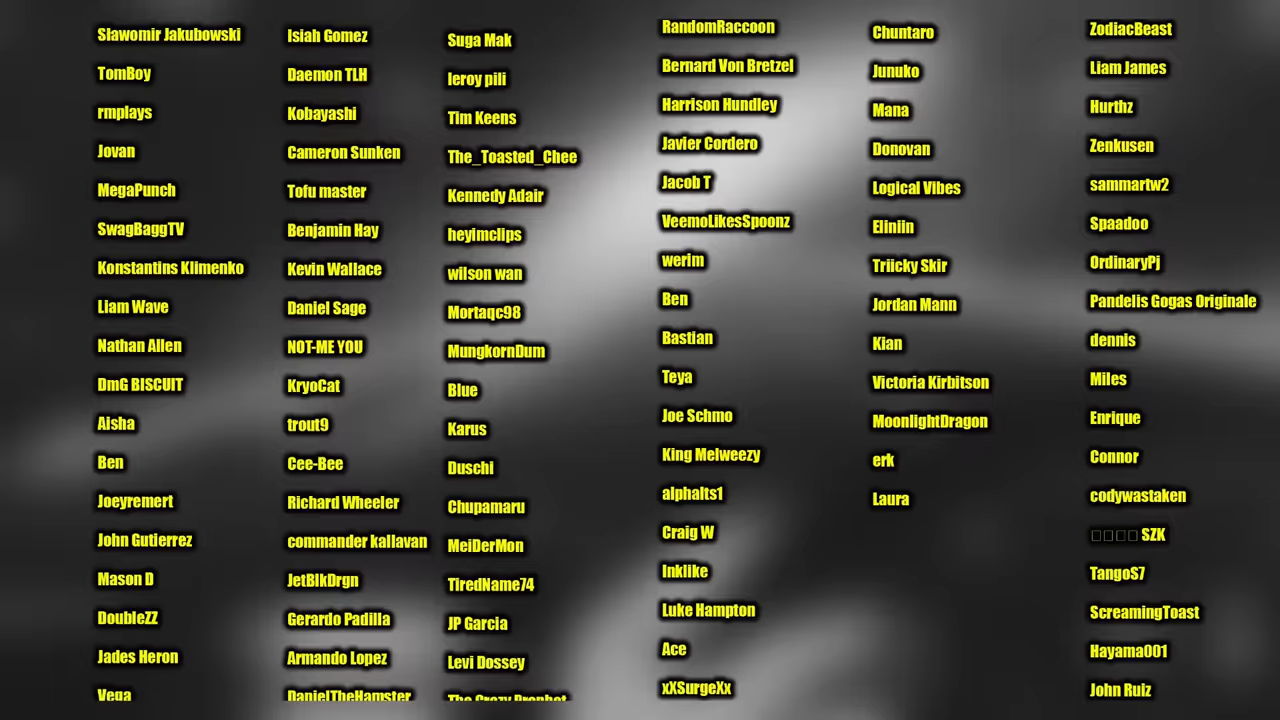 Sławomir Jakubowski
TomBoy
rmplays
Jovan
MegaPunch
SwagBaggTV
Konstantins Klimenko
Liam Wave
Nathan Allen
DmG BISCUIT
Aisha
Ben
Joeyremert
John Gutierrez
Mason D
DoubleZZ
Jades Heron
Vega
Isiah Gomez
Daemon TLH
Kobayashi
Cameron Sunken
Tofu master
Benjamin Hay
Kevin Wallace
Daniel Sage
NOT-ME YOU
KryoCat
trout9
Cee-Bee
Richard Wheeler
commander kallavan
JetBlkDrgn
Gerardo Padilla
Armando Lopez
DanielTheHamster
Suga Mak
leroy pili
Tim Keens
The_Toasted_Chee
Kennedy Adair
heyimclips
wilson wan
Mortaqc98
MungkornDum
Blue
Karus
Duschi
Chupamaru
MeiDerMon
TiredName74
JP Garcia
Levi Dossey
The Crazy Prophet
RandomRaccoon
Bernard Von Bretzel
Harrison Hundley
Javier Cordero
Jacob T
VeemoLikesSpoonz
werim
Ben
Bastian
Teya
Joe Schmo
King Melweezy
alphalts1
Craig W
Inklike
Luke Hampton
Ace
xXSurgeXx
Chuntaro
Junuko
Mana
Donovan
Logical Vibes
Eliniin
Triicky Skir
Jordan Mann
Kian
Victoria Kirbitson
MoonlightDragon
erk
Laura
ZodiacBeast
Liam James
Hurthz
Zenkusen
sammartw2
Spaadoo
OrdinaryPj
Pandelis Gogas Originale
dennis
Miles
Enrique
Connor
codywastaken
SZK
TangoS7
ScreamingToast
Hayama001
John Ruiz